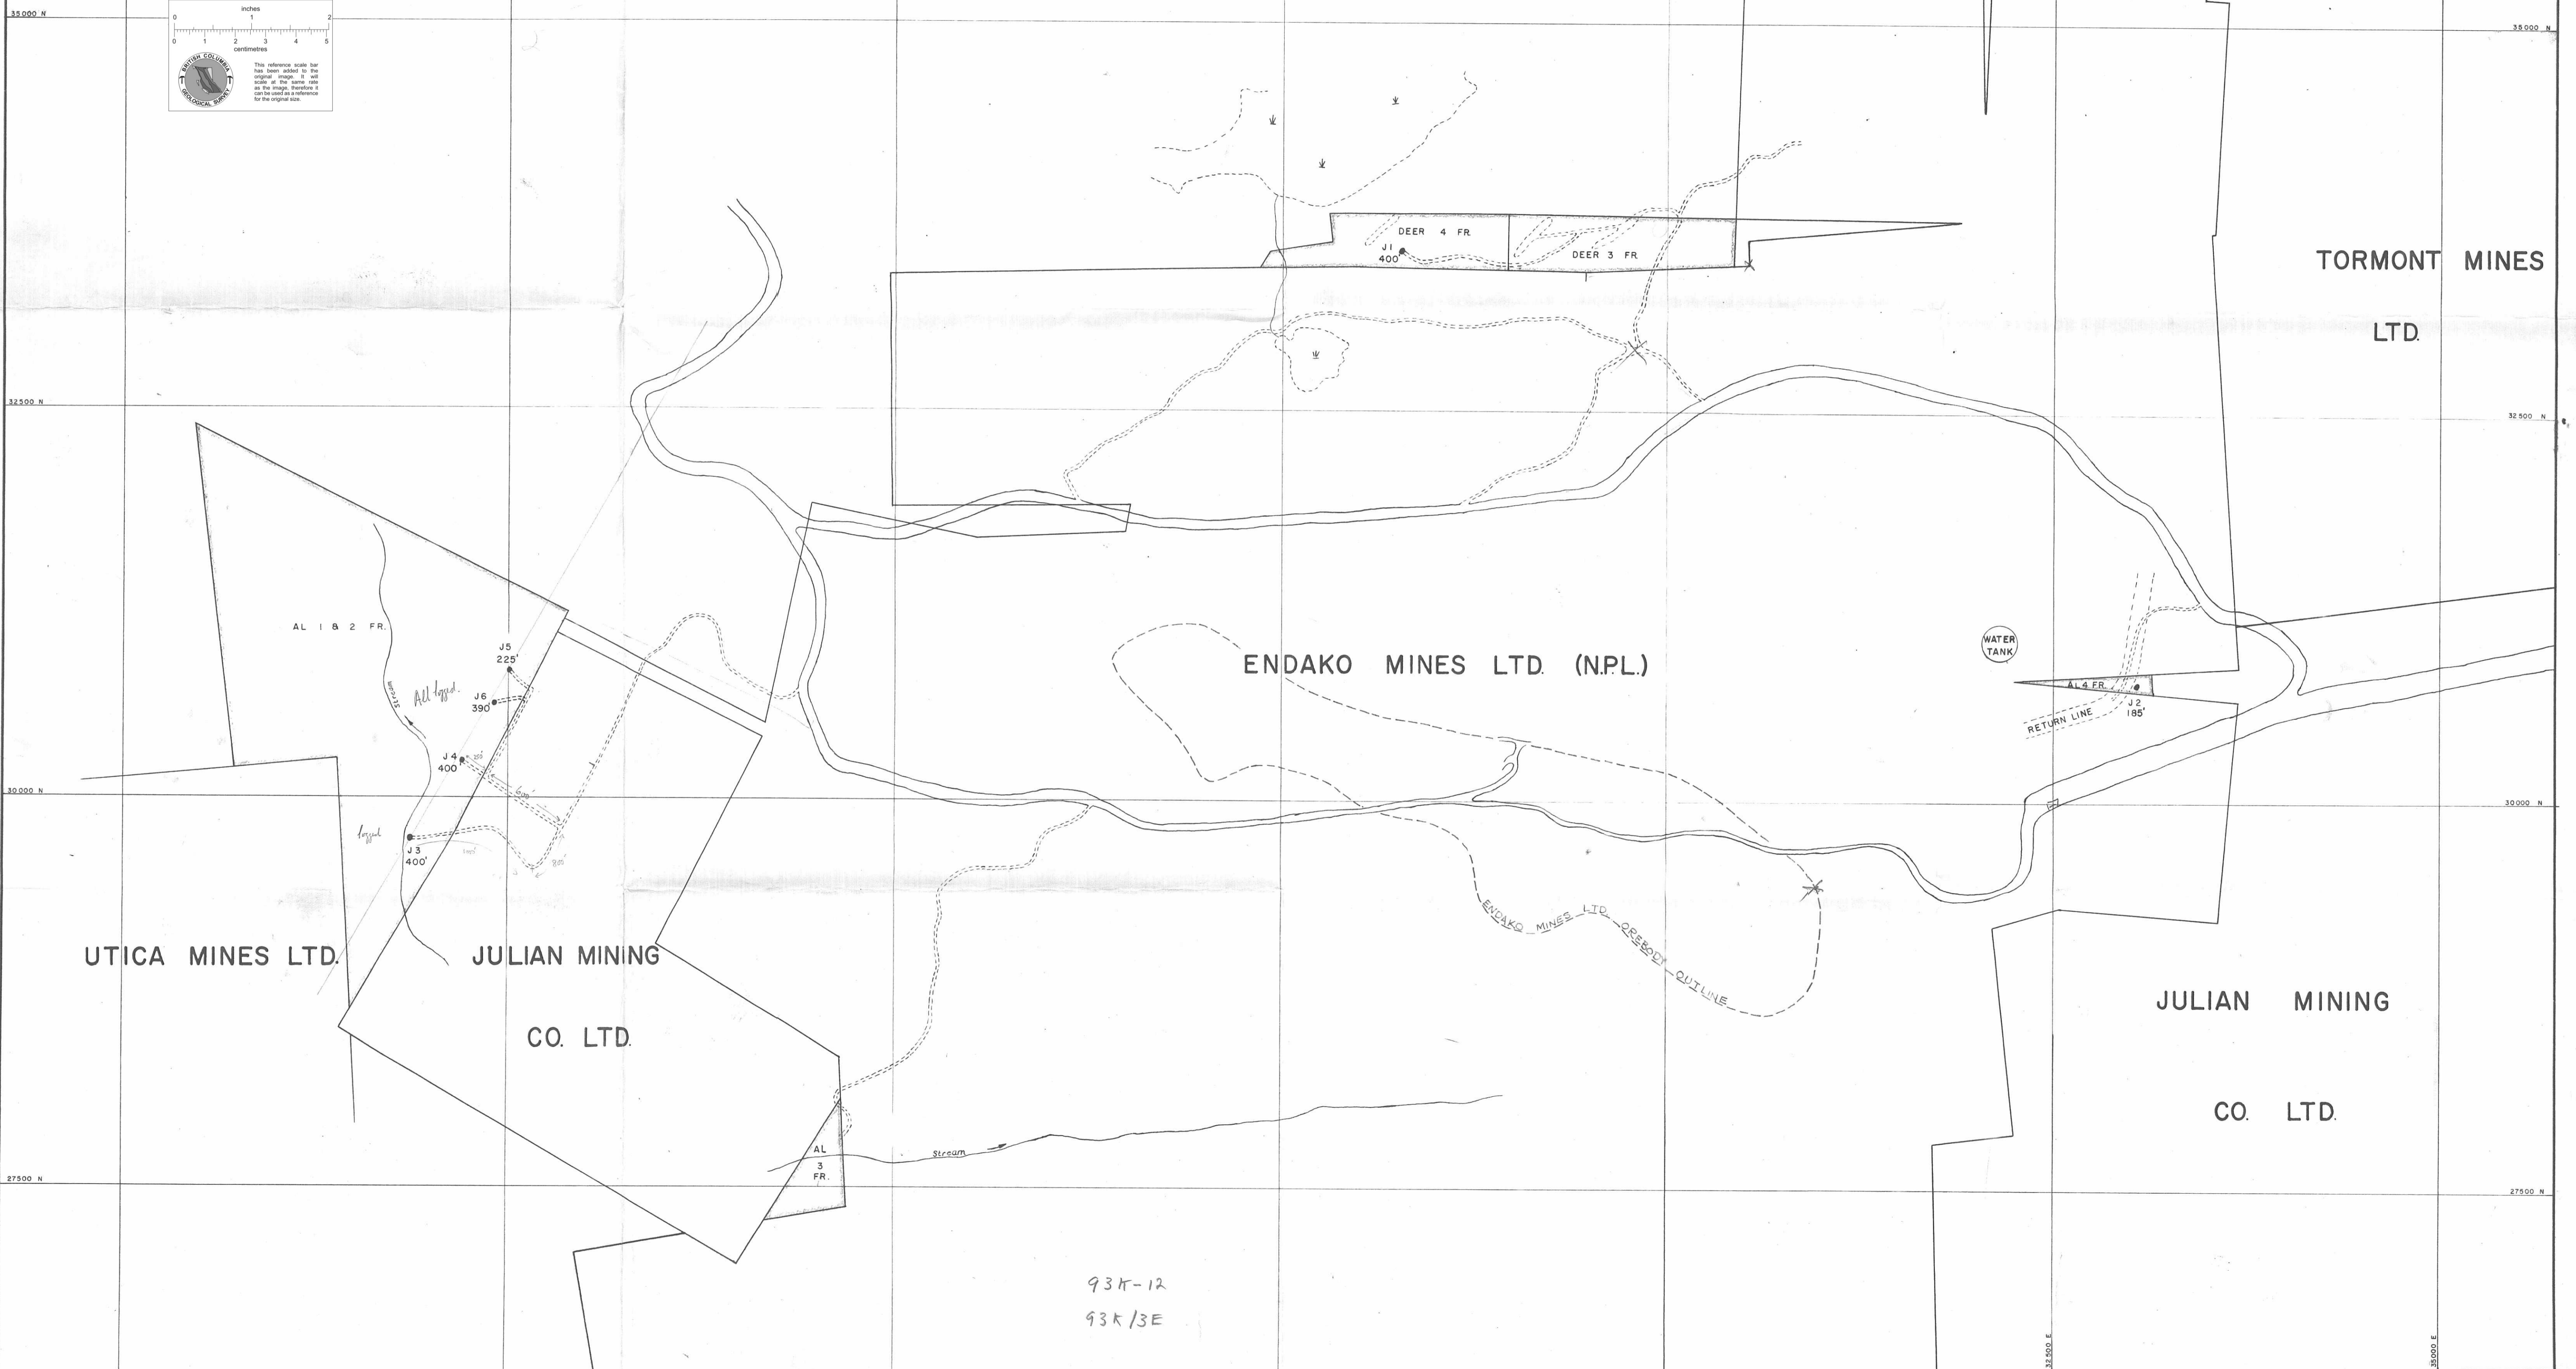 35000 N
inches
0 1 2
0 1 2 3 4 5
centimetres
BRITISH COLUMBIA
GEOLOGICAL SURVEY
This reference scale bar
has been added to the
original image. It will
scale at the same rate
as the image, therefore it
can be used as a reference
for the original size.
35000 N
DEER 4 FR.
J1
400'
DEER 3 FR.
TORMONT MINES
LTD.
32500 N
32500 N
AL 1 & 2 FR.
Stream
J5
225'
All logged.
J6
390'
J4
400'
250'
600'
logged
J3
400'
800'
ENDAKO MINES LTD. (N.P.L.)
WATER
TANK
AL 4 FR.
J2
185'
RETURN LINE
30000 N
30000 N
ENDAKO MINES LTD. OREBODY OUTLINE
UTICA MINES LTD.
JULIAN MINING
CO. LTD.
JULIAN MINING
CO. LTD.
AL
3
FR.
Stream
27500 N
27500 N
93K-12
93K/3E
32500 E
35000 E